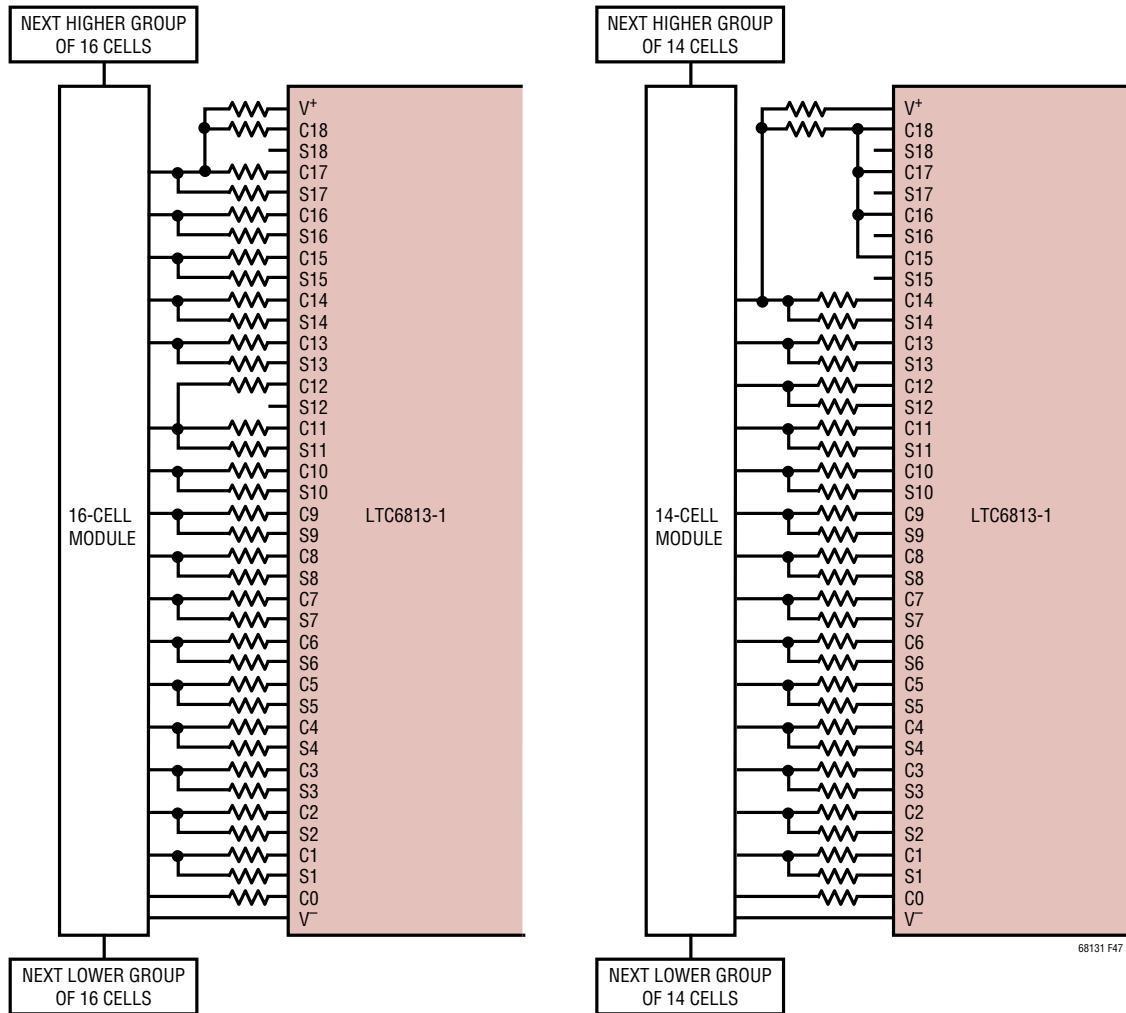 NEXT HIGHER GROUP
OF 16 CELLS
16-CELL
MODULE
LTC6813-1
V+
C18
S18
C17
S17
C16
S16
C15
S15
C14
S14
C13
S13
C12
S12
C11
S11
C10
S10
C9
S9
C8
S8
C7
S7
C6
S6
C5
S5
C4
S4
C3
S3
C2
S2
C1
S1
C0
V–
NEXT LOWER GROUP
OF 16 CELLS
NEXT HIGHER GROUP
OF 14 CELLS
14-CELL
MODULE
LTC6813-1
V+
C18
S18
C17
S17
C16
S16
C15
S15
C14
S14
C13
S13
C12
S12
C11
S11
C10
S10
C9
S9
C8
S8
C7
S7
C6
S6
C5
S5
C4
S4
C3
S3
C2
S2
C1
S1
C0
V–
NEXT LOWER GROUP
OF 14 CELLS
68131 F47